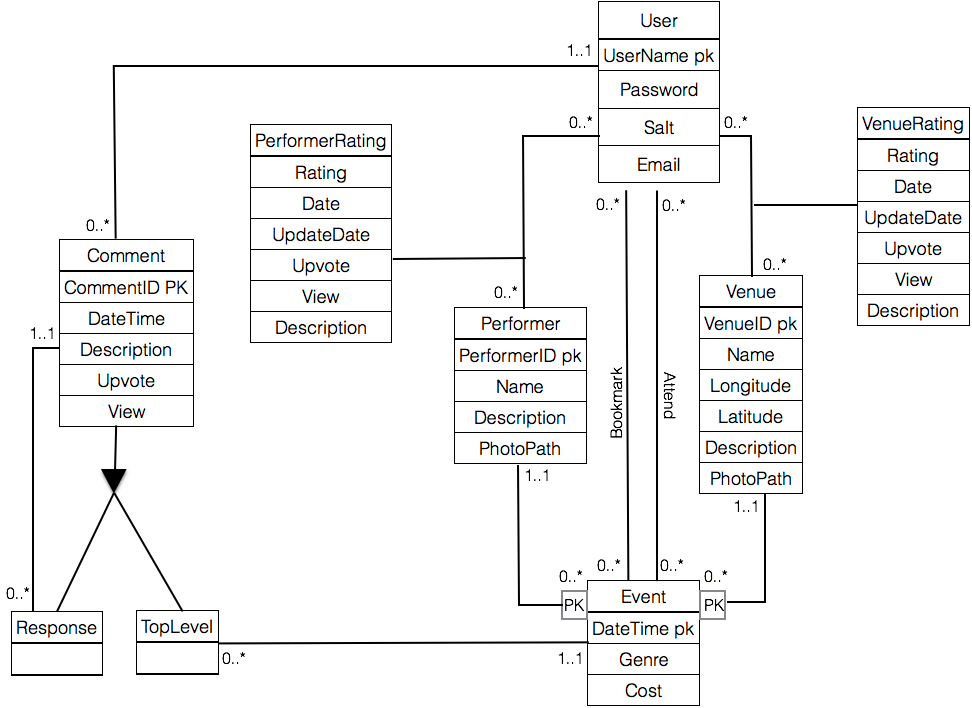 User
UserName pk
Password
Salt
Email
1..1
0..*
0..*
0..*
0..*
PerformerRating
Rating
Date
UpdateDate
Upvote
View
Description
VenueRating
Rating
Date
UpdateDate
Upvote
View
Description
0..*
Comment
CommentID PK
DateTime
Description
Upvote
View
1..1
0..*
Performer
PerformerID pk
Name
Description
PhotoPath
1..1
0..*
Venue
VenueID pk
Name
Longitude
Latitude
Description
PhotoPath
1..1
Bookmark
Attend
0..*
0..*
0..*
0..*
PK
PK
Event
DateTime pk
Genre
Cost
0..*
Response
TopLevel
0..*
1..1